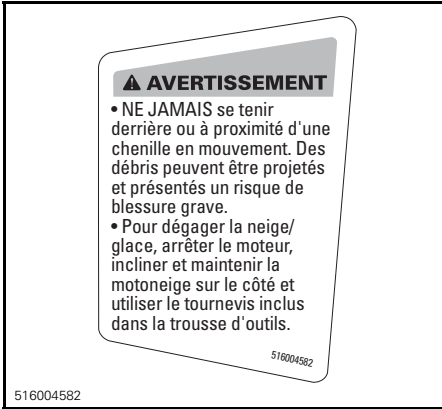 AVERTISSEMENT
• NE JAMAIS se tenir
derrière ou à proximité d'une
chenille en mouvement. Des
débris peuvent être projetés
et présentés un risque de
blessure grave.
• Pour dégager la neige/
glace, arrêter le moteur,
incliner et maintenir la
motoneige sur le côté et
utiliser le tournevis inclus
dans la trousse d'outils.
516004582
516004582